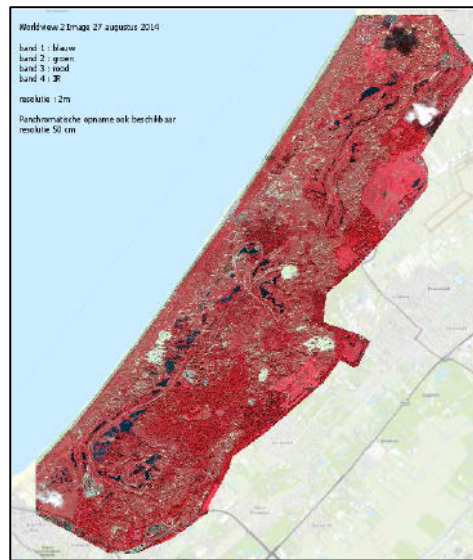 Worldview 2 Image 27 augustus 2014
band 1 : blauw
band 2 : groen
band 3 : rood
band 4 : IR
resolutie : 2m
Panchromatische opname ook beschikbaar
resolutie 50 cm